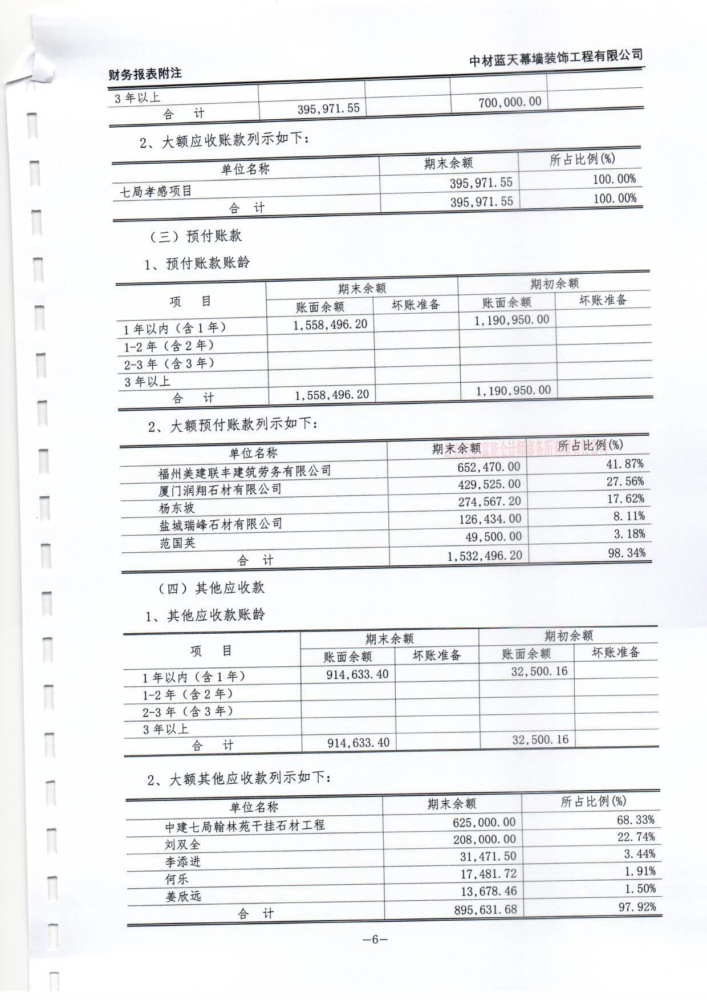 财务报表附注 中材蓝天幕墙装饰工程有限公司
3年以上
合 计 395,971.55 700,000.00
2、大额应收账款列示如下：
单位名称 期末余额 所占比例(%)
七局孝感项目 395,971.55 100.00%
合 计 395,971.55 100.00%
（三）预付账款
1、预付账款账龄
项 目 期末余额 期初余额
账面余额 坏账准备 账面余额 坏账准备
1年以内（含1年） 1,558,496.20 1,190,950.00
1-2年（含2年）
2-3年（含3年）
3年以上
合 计 1,558,496.20 1,190,950.00
2、大额预付账款列示如下：
单位名称 期末余额 所占比例(%)
福州美建联丰建筑劳务有限公司 652,470.00 41.87%
厦门润翔石材有限公司 429,525.00 27.56%
杨东坡 274,567.20 17.62%
盐城瑞峰石材有限公司 126,434.00 8.11%
范国英 49,500.00 3.18%
合 计 1,532,496.20 98.34%
（四）其他应收款
1、其他应收款账龄
项 目 期末余额 期初余额
账面余额 坏账准备 账面余额 坏账准备
1年以内（含1年） 914,633.40 32,500.16
1-2年（含2年）
2-3年（含3年）
3年以上
合 计 914,633.40 32,500.16
2、大额其他应收款列示如下：
单位名称 期末余额 所占比例(%)
中建七局翰林苑干挂石材工程 625,000.00 68.33%
刘双全 208,000.00 22.74%
李添进 31,471.50 3.44%
何乐 17,481.72 1.91%
姜欣远 13,678.46 1.50%
合 计 895,631.68 97.92%
—6—